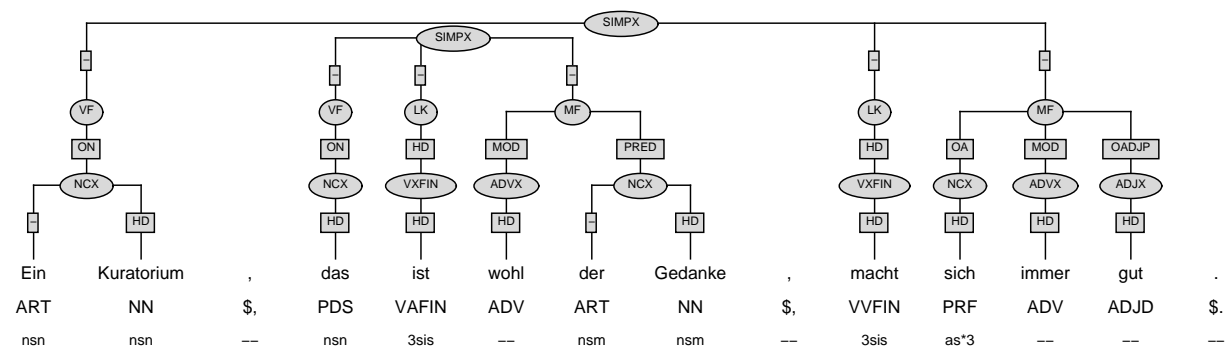 SIMPX
SIMPX
– – – – – –
VF VF LK MF LK MF
ON ON HD MOD PRED HD OA MOD OADJP
NCX NCX VXFIN ADVX NCX VXFIN NCX ADVX ADJX
– HD HD HD HD – HD HD HD HD HD
Ein Kuratorium , das ist wohl der Gedanke , macht sich immer gut .
ART NN $, PDS VAFIN ADV ART NN $, VVFIN PRF ADV ADJD $.
nsn nsn −− nsn 3sis −− nsm nsm −− 3sis as*3 −− −− −−